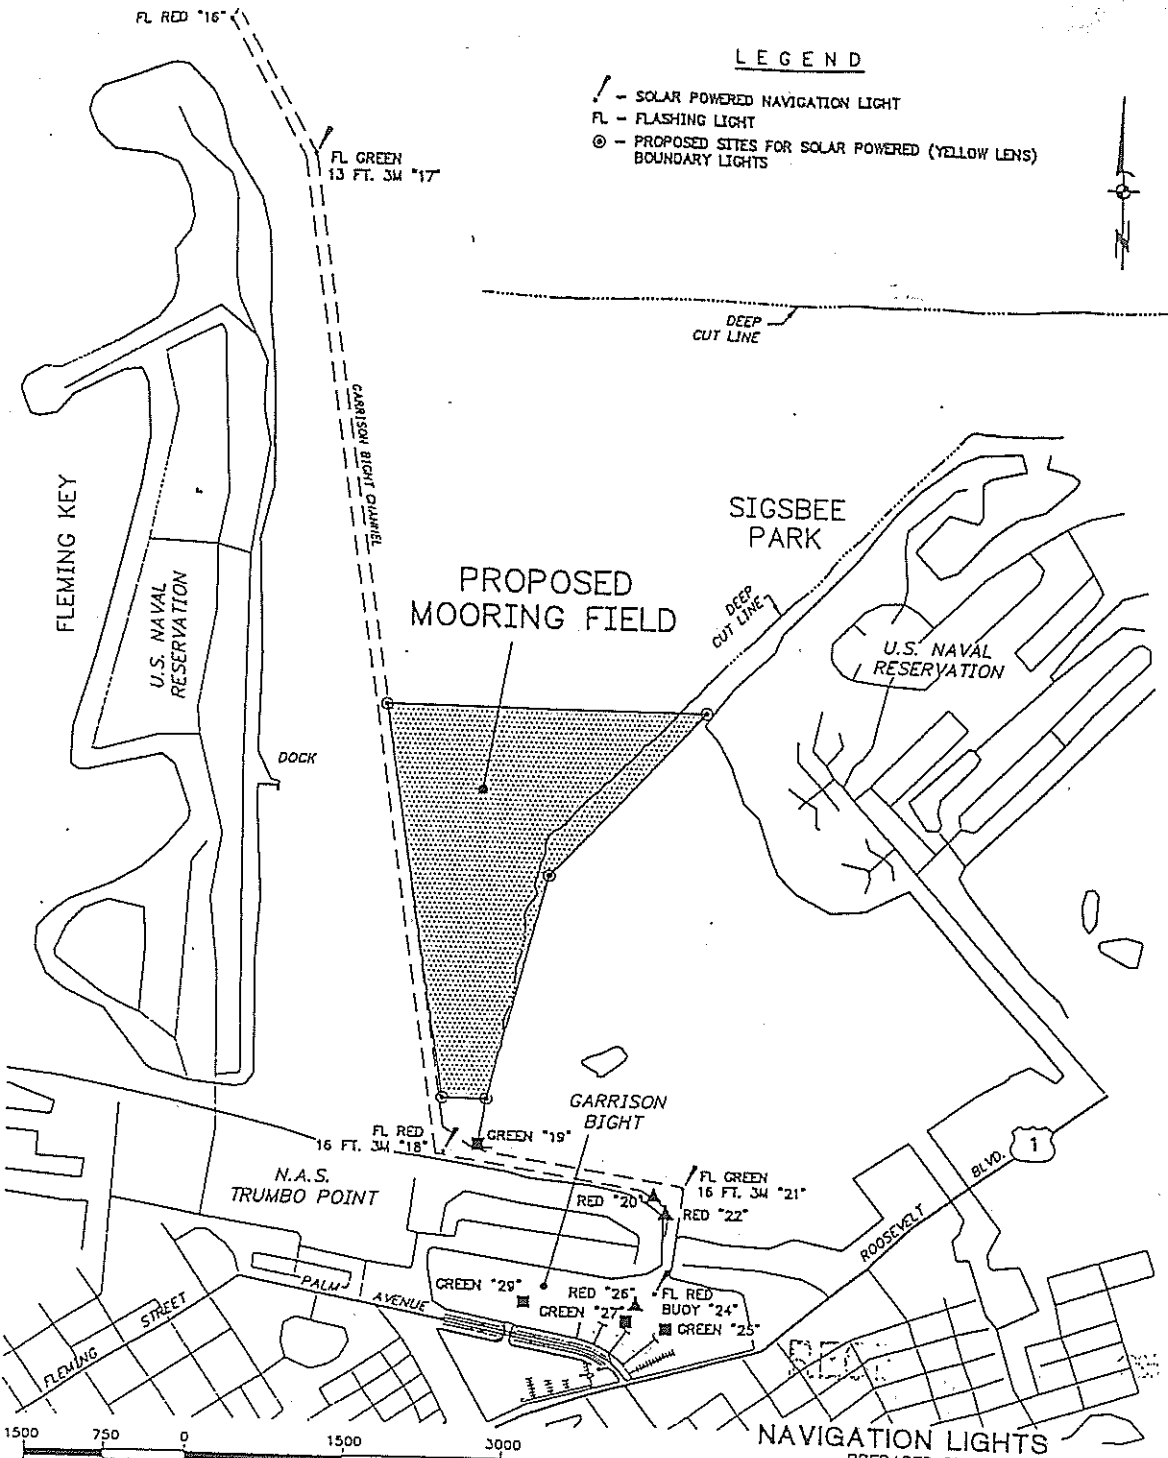 FL RED "16"
LEGEND
- SOLAR POWERED NAVIGATION LIGHT
FL - FLASHING LIGHT
- PROPOSED SITES FOR SOLAR POWERED (YELLOW LENS)
BOUNDARY LIGHTS
FL GREEN
13 FT. 3M "17"
N
DEEP
CUT LINE
GARRISON BIGHT CHANNEL
FLEMING KEY
U.S. NAVAL
RESERVATION
SIGSBEE
PARK
PROPOSED
MOORING FIELD
DEEP
CUT LINE
U.S. NAVAL
RESERVATION
DOCK
GARRISON
BIGHT
FL RED
16 FT. 3M "18"
GREEN "19"
N.A.S.
TRUMBO POINT
FL GREEN
16 FT. 3M "21"
RED "20"
RED "22"
ROOSEVELT
BLVD.
1
PALM
AVENUE
FLEMING
STREET
GREEN "29"
RED "26"
GREEN "27"
FL RED
BUOY "24"
GREEN "25"
1500 750 0 1500 3000
NAVIGATION LIGHTS